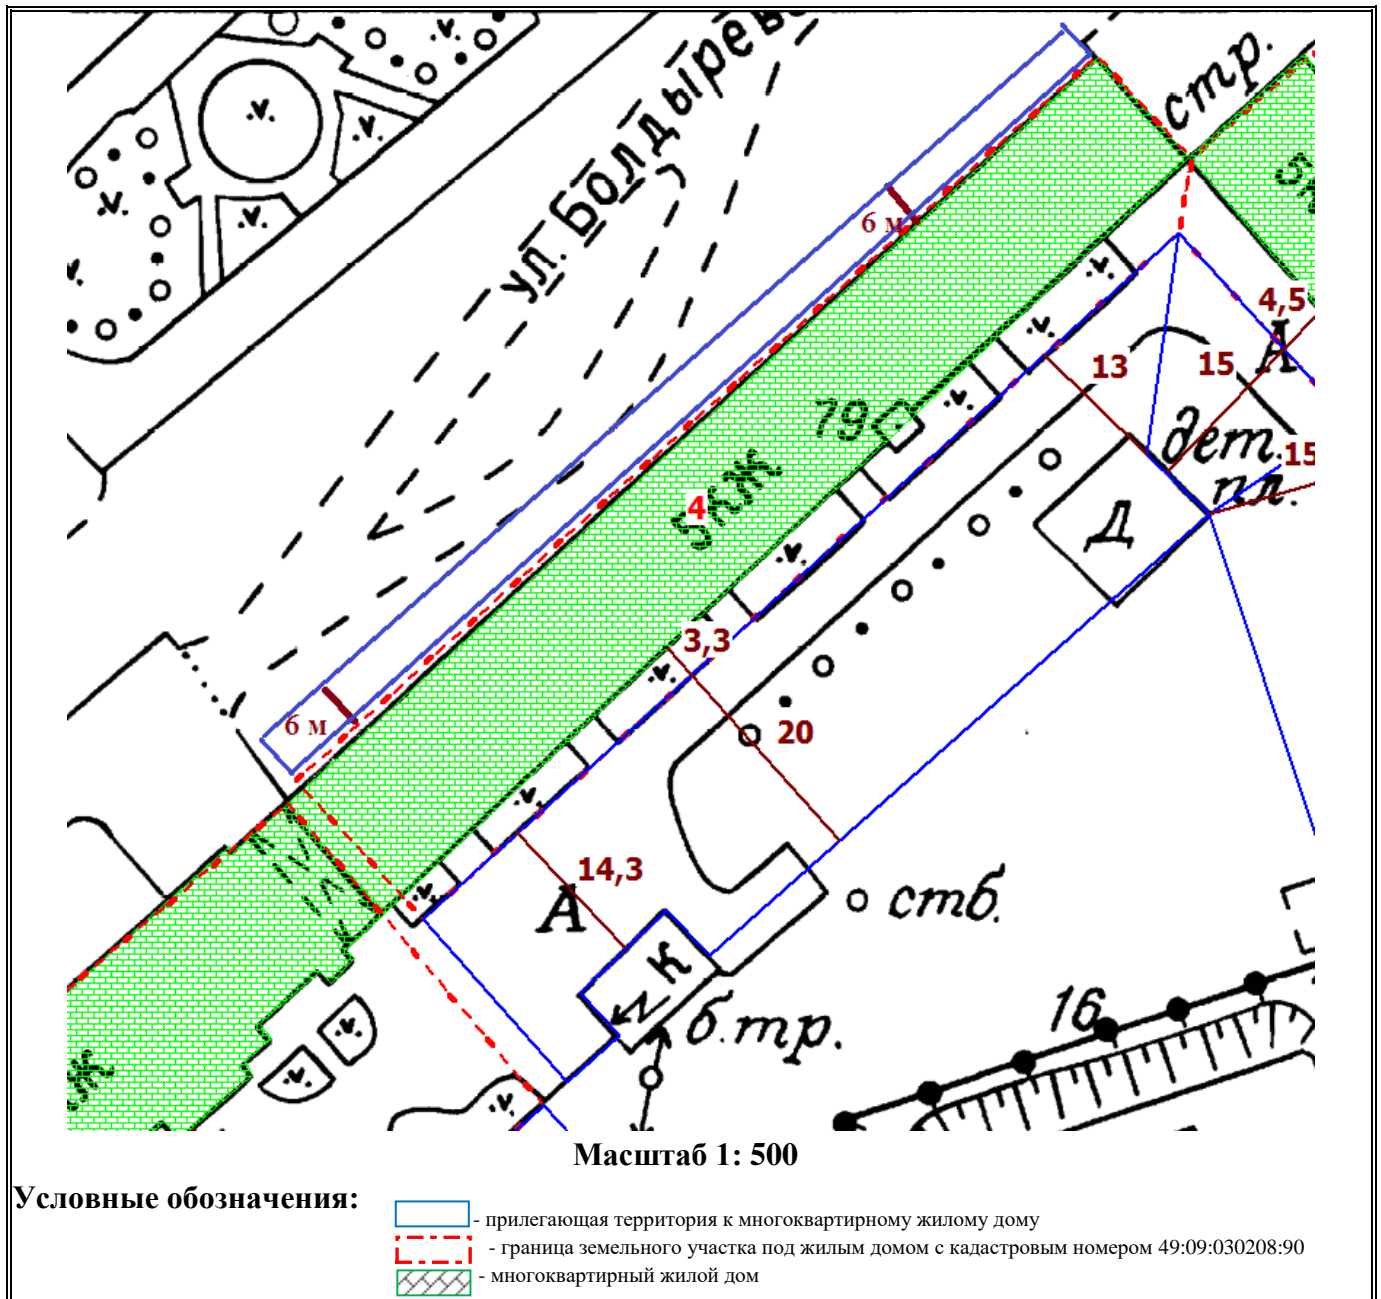 ул. Болдырев
стр.
6 м
4,5
А
13
15
79
дет.
15
пл.
5КЖ
4
Д
3,3
6 м
20
14,3
А
стб.
К
б.тр.
16
Ж
Масштаб 1: 500
Условные обозначения:
- прилегающая территория к многоквартирному жилому дому
- граница земельного участка под жилым домом с кадастровым номером 49:09:030208:90
- многоквартирный жилой дом